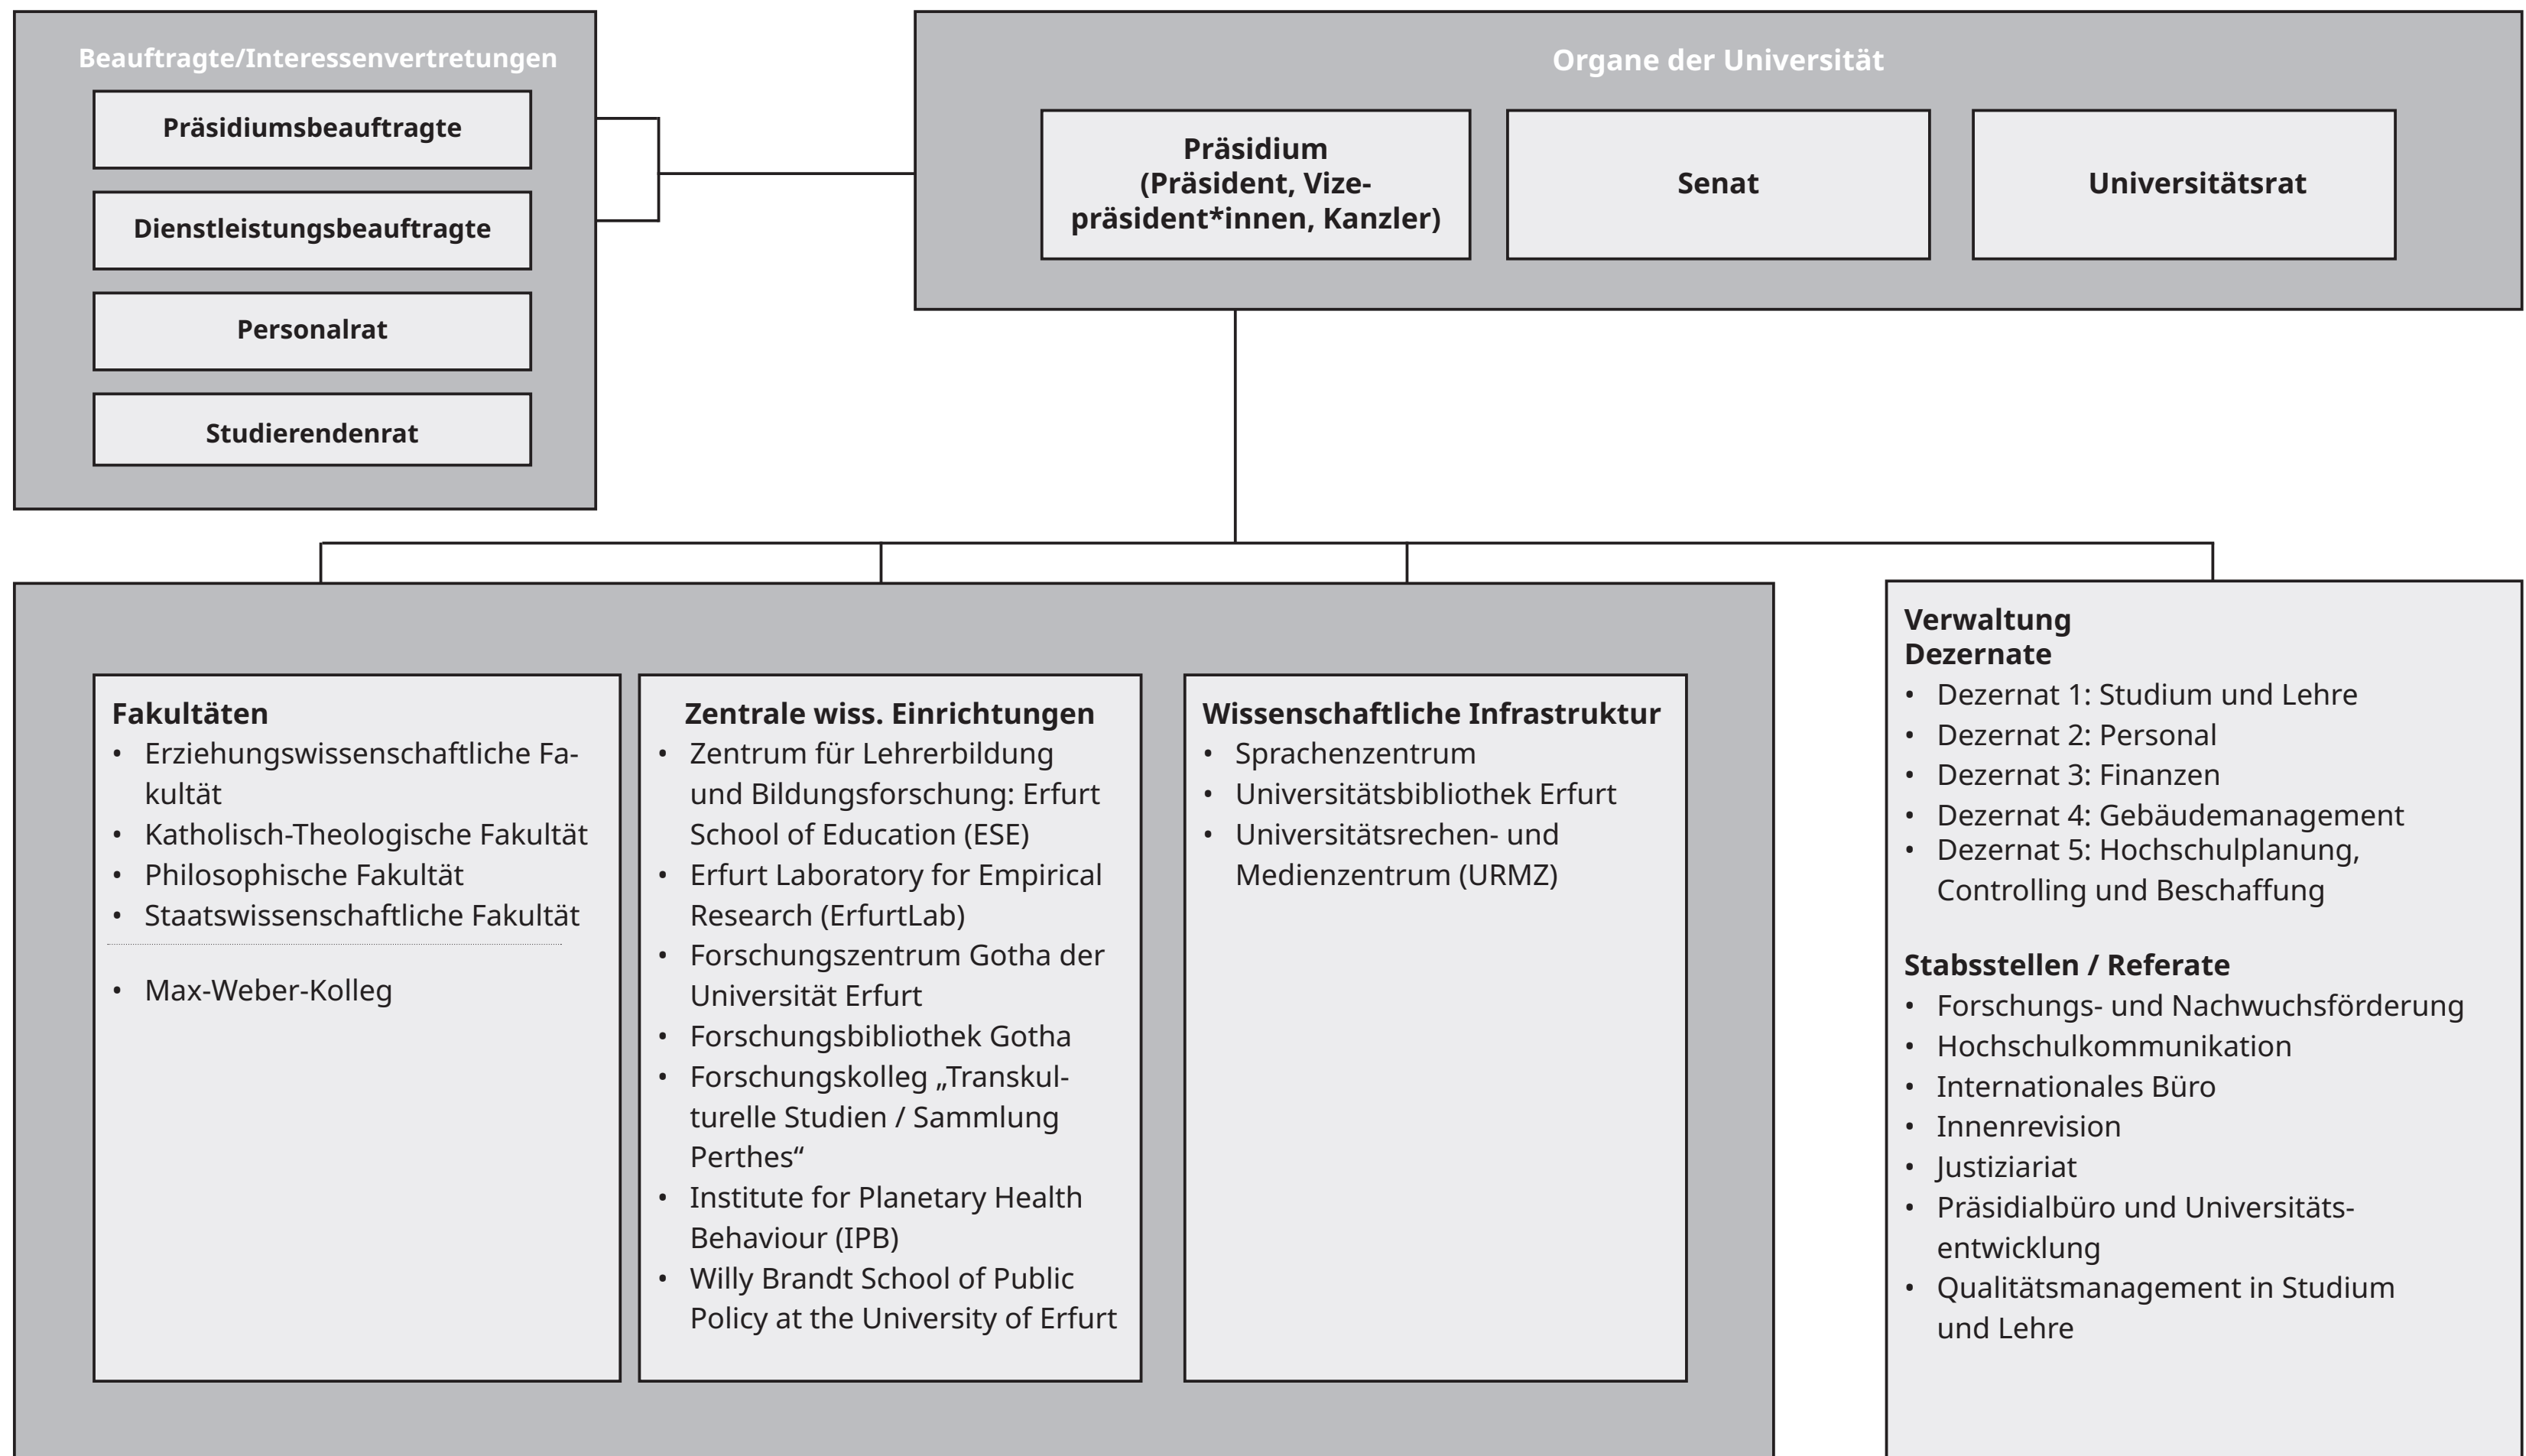 Beauftragte/Interessenvertretungen
Präsidiumsbeauftragte
Dienstleistungsbeauftragte
Personalrat
Studierendenrat
Organe der Universität
Präsidium
(Präsident, Vize-
präsident*innen, Kanzler)
Senat
Universitätsrat
Fakultäten
• Erziehungswissenschaftliche Fa-
kultät
• Katholisch-Theologische Fakultät
• Philosophische Fakultät
• Staatswissenschaftliche Fakultät
• Max-Weber-Kolleg
Zentrale wiss. Einrichtungen
• Zentrum für Lehrerbildung
und Bildungsforschung: Erfurt
School of Education (ESE)
• Erfurt Laboratory for Empirical
Research (ErfurtLab)
• Forschungszentrum Gotha der
Universität Erfurt
• Forschungsbibliothek Gotha
• Forschungskolleg „Transkul-
turelle Studien / Sammlung
Perthes“
• Institute for Planetary Health
Behaviour (IPB)
• Willy Brandt School of Public
Policy at the University of Erfurt
Wissenschaftliche Infrastruktur
• Sprachenzentrum
• Universitätsbibliothek Erfurt
• Universitätsrechen- und
Medienzentrum (URMZ)
Verwaltung
Dezernate
• Dezernat 1: Studium und Lehre
• Dezernat 2: Personal
• Dezernat 3: Finanzen
• Dezernat 4: Gebäudemanagement
• Dezernat 5: Hochschulplanung,
Controlling und Beschaffung
Stabsstellen / Referate
• Forschungs- und Nachwuchsförderung
• Hochschulkommunikation
• Internationales Büro
• Innenrevision
• Justiziariat
• Präsidialbüro und Universitäts-
entwicklung
• Qualitätsmanagement in Studium
und Lehre